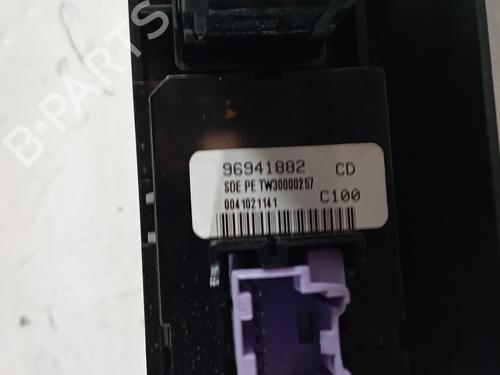 B-PARTS
96941882 CD
SDE PE TW30000257
0041021141 C100